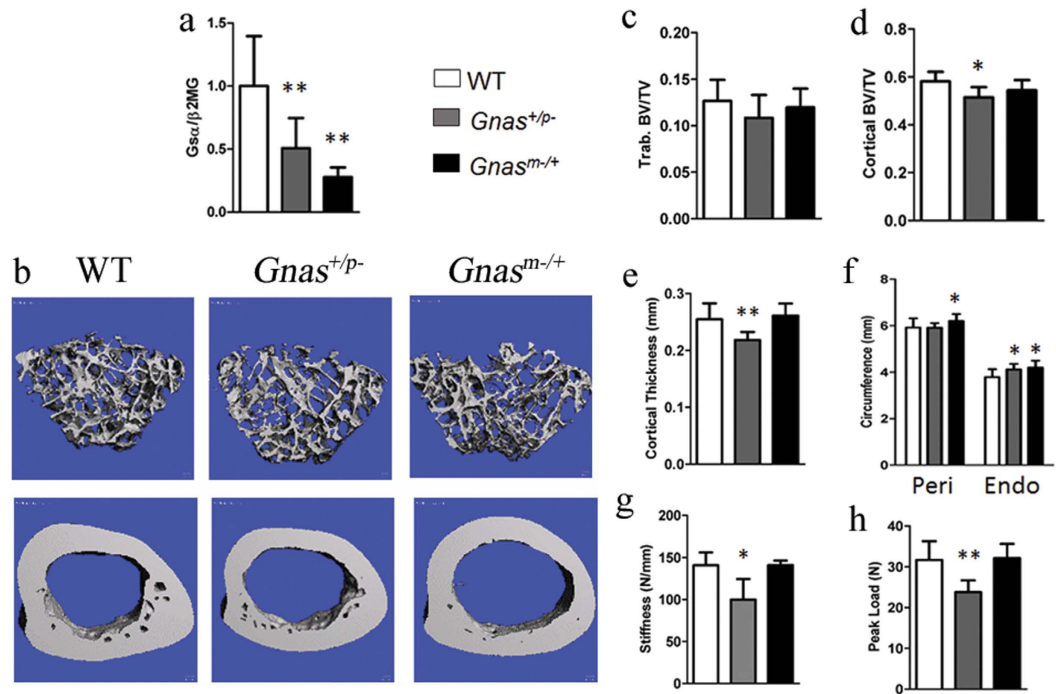 a
Gsα/β2MG
1.5
1.0
0.5
0.0
**
**
WT
Gnas+/p-
Gnasm-/+
c
Trab. BV/TV
0.20
0.15
0.10
0.05
0.00
d
Cortical BV/TV
0.8
0.6
0.4
0.2
0.0
*
b
WT
Gnas+/p-
Gnasm-/+
e
Cortical Thickness (mm)
0.3
0.2
0.1
0.0
**
f
Circumference (mm)
8
6
4
2
0
*
*
*
Peri
Endo
g
Stiffness (N/mm)
200
150
100
50
0
*
h
Peak Load (N)
40
30
20
10
0
**